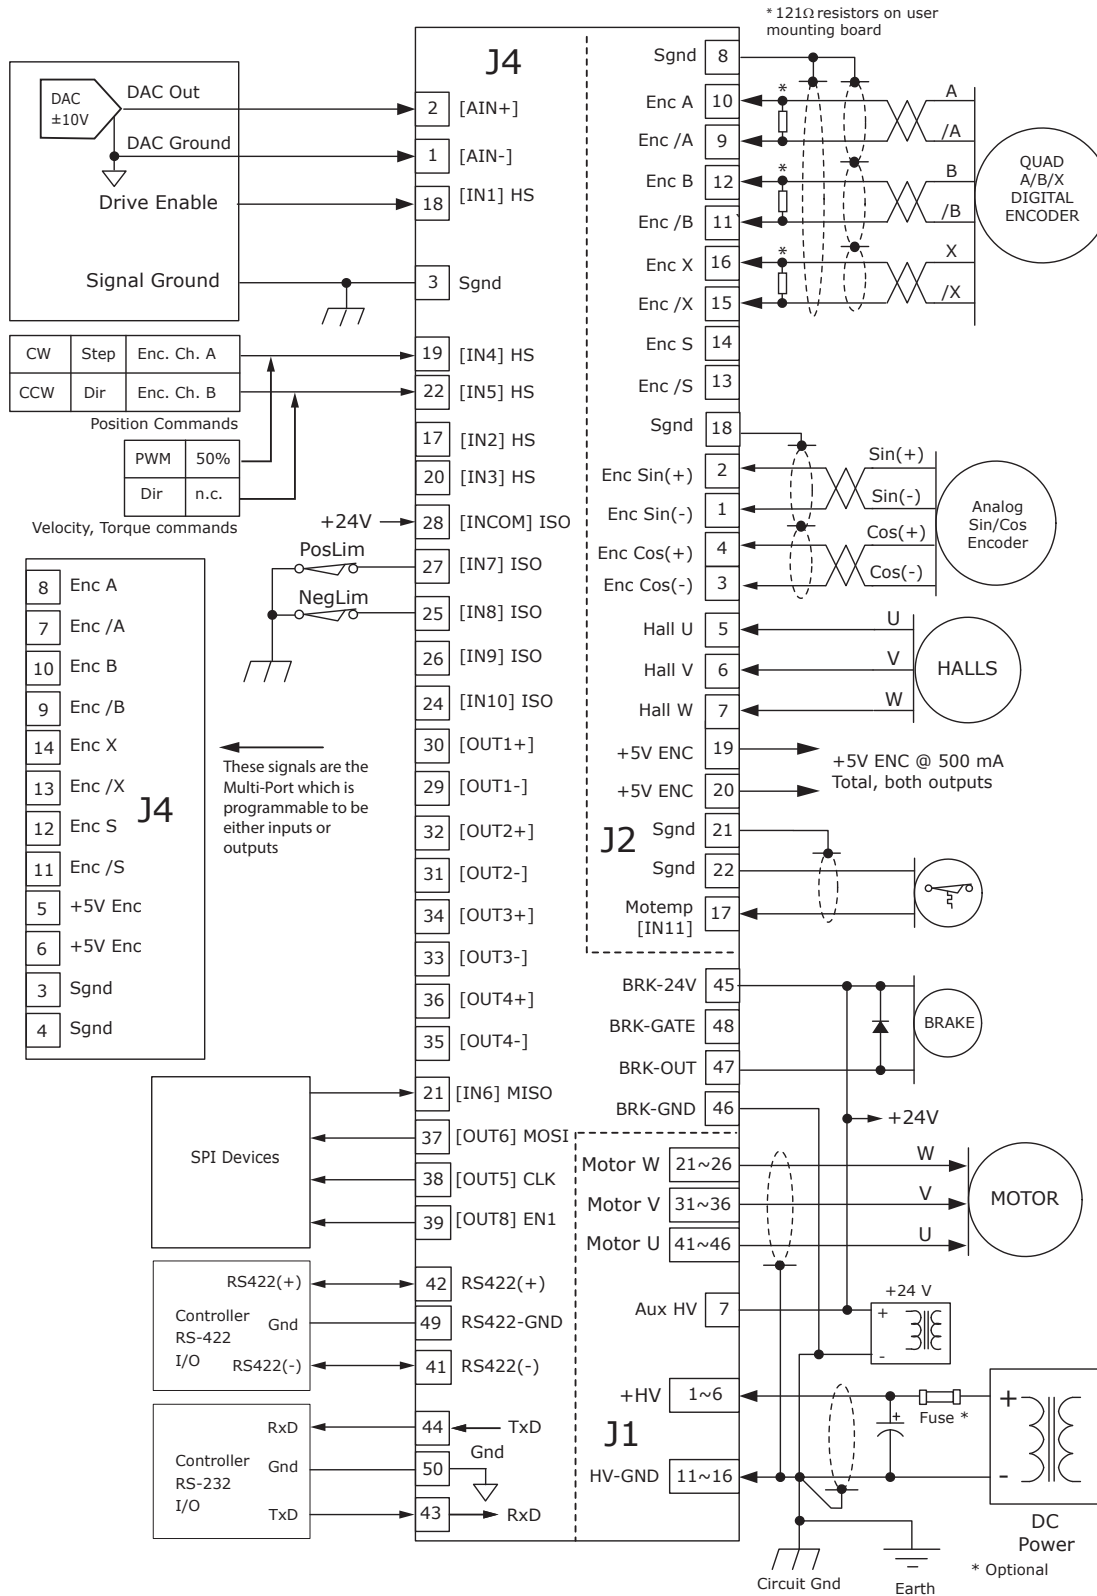 * 121Ω resistors on user
mounting board
J4
DAC
±10V
DAC Out
DAC Ground
Drive Enable
Signal Ground
2 [AIN+]
1 [AIN-]
18 [IN1] HS
3 Sgnd
CW Step Enc. Ch. A
CCW Dir Enc. Ch. B
Position Commands
PWM 50%
Dir n.c.
Velocity, Torque commands
19 [IN4] HS
22 [IN5] HS
17 [IN2] HS
20 [IN3] HS
+24V
28 [INCOM] ISO
PosLim
27 [IN7] ISO
NegLim
25 [IN8] ISO
26 [IN9] ISO
24 [IN10] ISO
30 [OUT1+]
29 [OUT1-]
32 [OUT2+]
31 [OUT2-]
34 [OUT3+]
33 [OUT3-]
36 [OUT4+]
35 [OUT4-]
8 Enc A
7 Enc /A
10 Enc B
9 Enc /B
14 Enc X
13 Enc /X
12 Enc S
11 Enc /S
5 +5V Enc
6 +5V Enc
3 Sgnd
4 Sgnd
J4
These signals are the
Multi-Port which is
programmable to be
either inputs or
outputs
SPI Devices
21 [IN6] MISO
37 [OUT6] MOSI
38 [OUT5] CLK
39 [OUT8] EN1
RS422(+)
Controller
RS-422
I/O
Gnd
RS422(-)
42 RS422(+)
49 RS422-GND
41 RS422(-)
RxD
Controller
RS-232
I/O
Gnd
TxD
44 TxD
50 Gnd
43 RxD
Sgnd 8
Enc A 10
Enc /A 9
Enc B 12
Enc /B 11
Enc X 16
Enc /X 15
Enc S 14
Enc /S 13
* A
/A
* B
/B
* X
/X
QUAD
A/B/X
DIGITAL
ENCODER
Sgnd 18
Enc Sin(+) 2
Enc Sin(-) 1
Enc Cos(+) 4
Enc Cos(-) 3
Sin(+)
Sin(-)
Cos(+)
Cos(-)
Analog
Sin/Cos
Encoder
Hall U 5 U
Hall V 6 V
Hall W 7 W
HALLS
+5V ENC 19
+5V ENC 20
+5V ENC @ 500 mA
Total, both outputs
J2
Sgnd 21
Sgnd 22
Motemp
[IN11]
17
BRK-24V 45
BRK-GATE 48
BRK-OUT 47
BRK-GND 46
BRAKE
+24V
Motor W 21~26 W
Motor V 31~36 V
Motor U 41~46 U
MOTOR
Aux HV 7
+24 V
+
-
+HV 1~6
J1
HV-GND 11~16
+
Fuse *
+
-
DC
Power
* Optional
Circuit Gnd
Earth